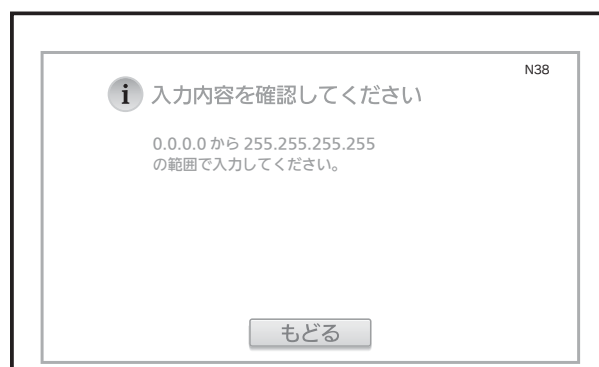 N38
i 入力内容を確認してください
0.0.0.0 から 255.255.255.255
の範囲で入力してください。
もどる